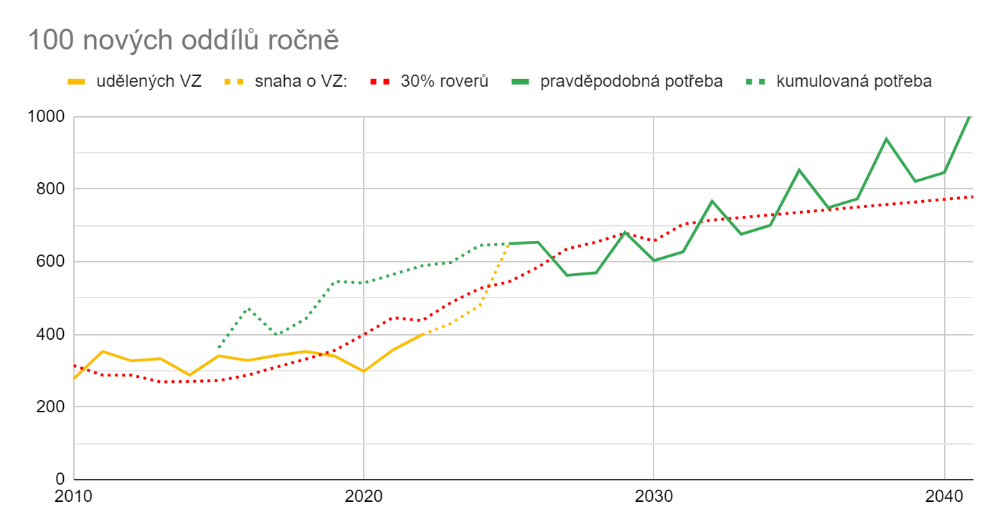 100 nových oddílů ročně
udělených VZ snaha o VZ: 30% roverů pravděpodobná potřeba kumulovaná potřeba
1000
800
600
400
200
0
2010 2020 2030 2040